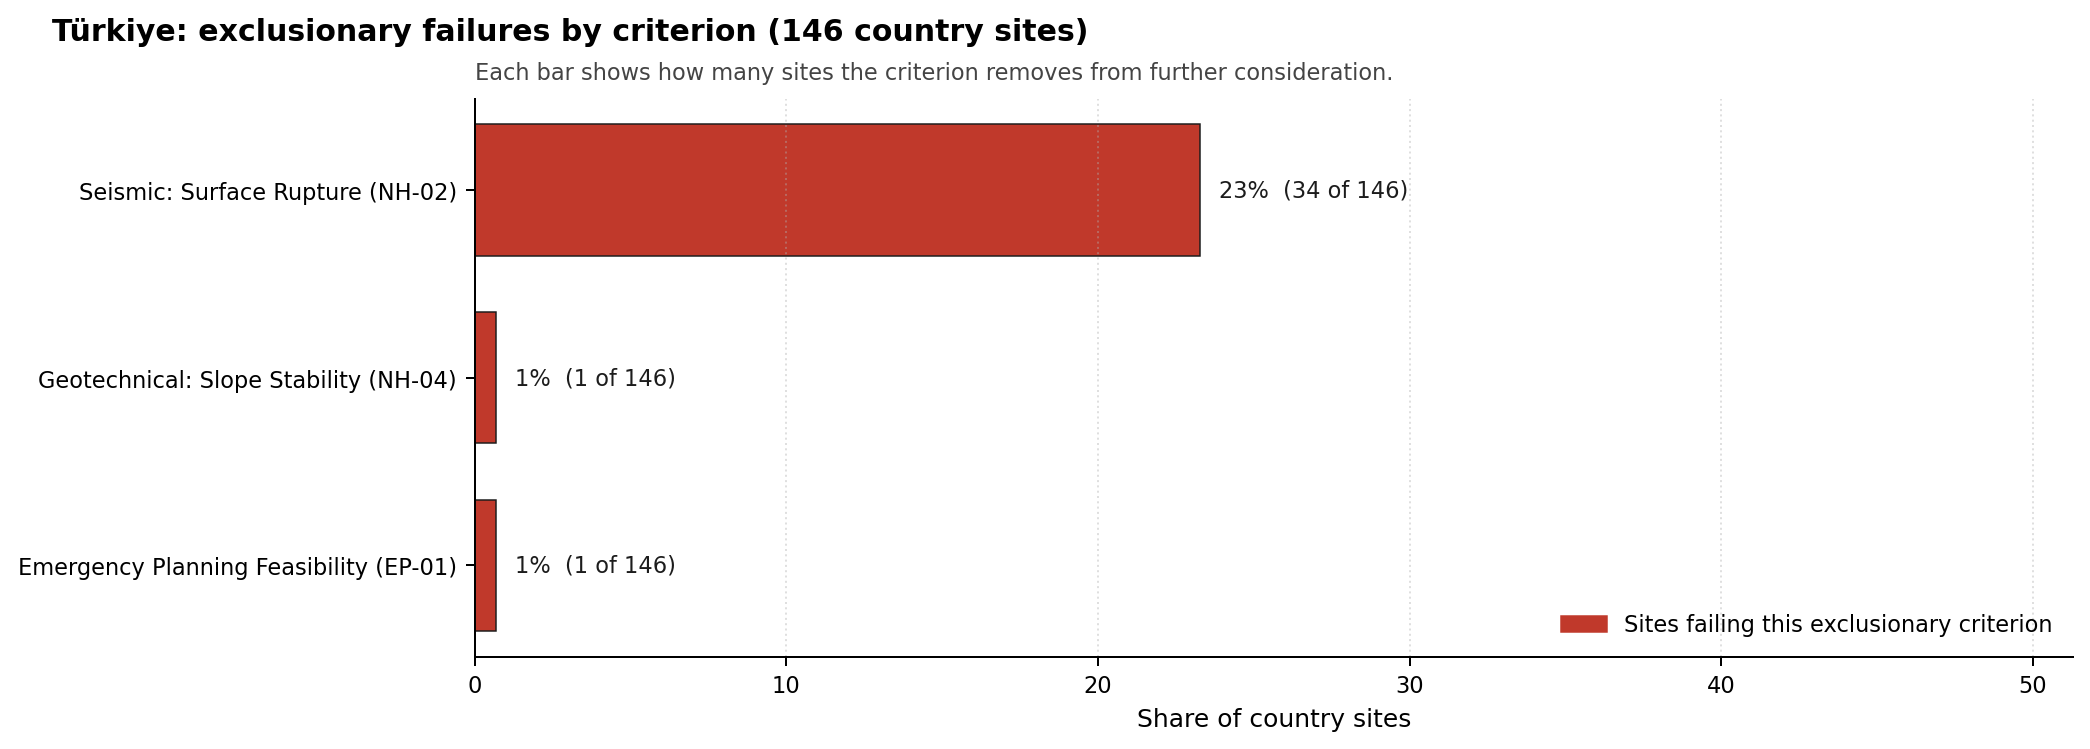 Türkiye: exclusionary failures by criterion (146 country sites)
Each bar shows how many sites the criterion removes from further consideration.
Seismic: Surface Rupture (NH-02)
23%  (34 of 146)
Geotechnical: Slope Stability (NH-04)
1%  (1 of 146)
Emergency Planning Feasibility (EP-01)
1%  (1 of 146)
Sites failing this exclusionary criterion
0 10 20 30 40 50
Share of country sites